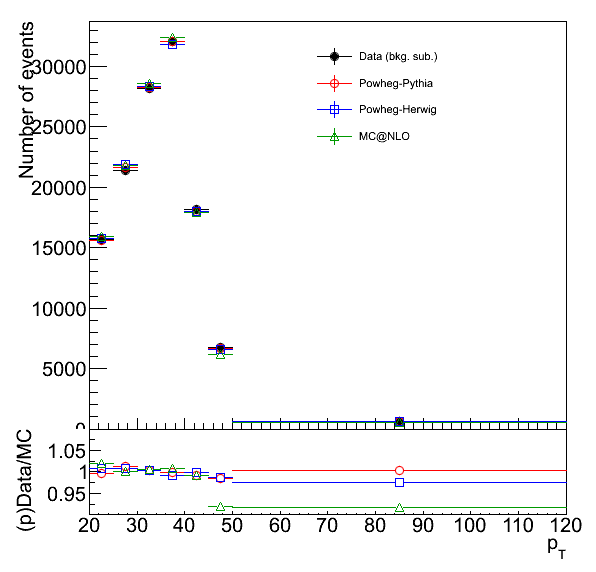 Number of events
30000
25000
20000
15000
10000
5000
0
Data (bkg. sub.)
Powheg-Pythia
Powheg-Herwig
MC@NLO
(p)Data/MC
1.05
1
0.95
20 30 40 50 60 70 80 90 100 110 120
pT